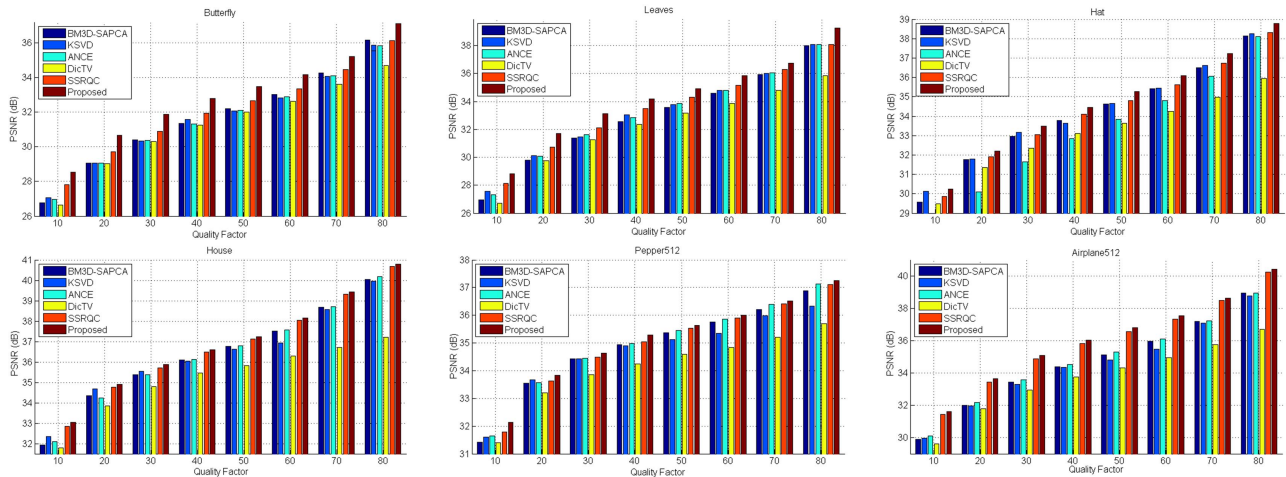 Butterfly
PSNR (dB)
36
34
32
30
28
26
BM3D-SAPCA
KSVD
ANCE
DicTV
SSRQC
Proposed
10 20 30 40 50 60 70 80
Quality Factor
Leaves
PSNR (dB)
38
36
34
32
30
28
26
BM3D-SAPCA
KSVD
ANCE
DicTV
SSRQC
Proposed
10 20 30 40 50 60 70 80
Quality Factor
Hat
PSNR (dB)
39
38
37
36
35
34
33
32
31
30
29
BM3D-SAPCA
KSVD
ANCE
DicTV
SSRQC
Proposed
10 20 30 40 50 60 70 80
Quality Factor
House
PSNR (dB)
41
40
39
38
37
36
35
34
33
32
BM3D-SAPCA
KSVD
ANCE
DicTV
SSRQC
Proposed
10 20 30 40 50 60 70 80
Quality Factor
Pepper512
PSNR (dB)
38
37
36
35
34
33
32
31
BM3D-SAPCA
KSVD
ANCE
DicTV
SSRQC
Proposed
10 20 30 40 50 60 70 80
Quality Factor
Airplane512
PSNR (dB)
40
38
36
34
32
30
BM3D-SAPCA
KSVD
ANCE
DicTV
SSRQC
Proposed
10 20 30 40 50 60 70 80
Quality Factor